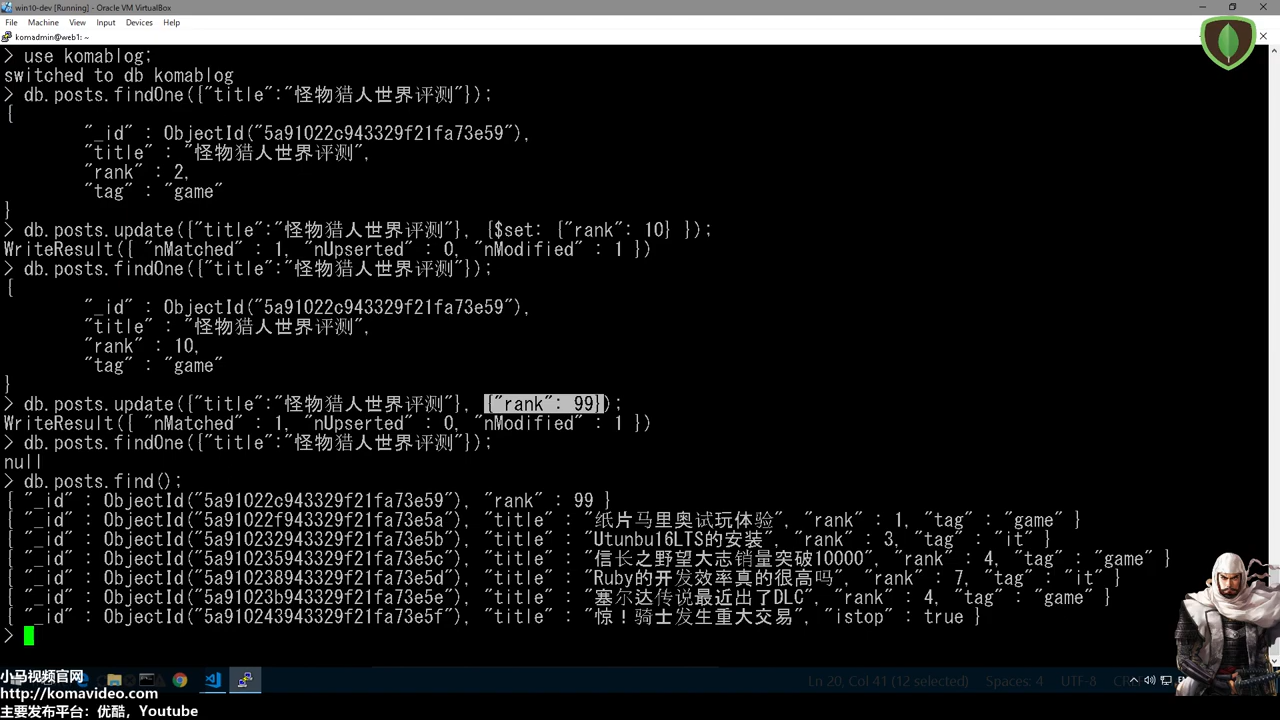 win10-dev [Running] - Oracle VM VirtualBox
File Machine View Input Devices Help
komadmin@web1: ~
> use komablog;
switched to db komablog
> db.posts.findOne({"title":"怪物猎人世界评测"});
{
"_id" : ObjectId("5a91022c943329f21fa73e59"),
"title" : "怪物猎人世界评测",
"rank" : 2,
"tag" : "game"
}
> db.posts.update({"title":"怪物猎人世界评测"}, {$set: {"rank": 10} });
WriteResult({ "nMatched" : 1, "nUpserted" : 0, "nModified" : 1 })
> db.posts.findOne({"title":"怪物猎人世界评测"});
{
"_id" : ObjectId("5a91022c943329f21fa73e59"),
"title" : "怪物猎人世界评测",
"rank" : 10,
"tag" : "game"
}
> db.posts.update({"title":"怪物猎人世界评测"}, {"rank": 99});
WriteResult({ "nMatched" : 1, "nUpserted" : 0, "nModified" : 1 })
> db.posts.findOne({"title":"怪物猎人世界评测"});
null
> db.posts.find();
{ "_id" : ObjectId("5a91022c943329f21fa73e59"), "rank" : 99 }
{ "_id" : ObjectId("5a91022f943329f21fa73e5a"), "title" : "纸片马里奥试玩体验", "rank" : 1, "tag" : "game" }
{ "_id" : ObjectId("5a910232943329f21fa73e5b"), "title" : "Utunbu16LTS的安装", "rank" : 3, "tag" : "it" }
{ "_id" : ObjectId("5a910235943329f21fa73e5c"), "title" : "信长之野望大志销量突破10000", "rank" : 4, "tag" : "game" }
{ "_id" : ObjectId("5a910238943329f21fa73e5d"), "title" : "Ruby的开发效率真的很高吗", "rank" : 7, "tag" : "it" }
{ "_id" : ObjectId("5a91023b943329f21fa73e5e"), "title" : "塞尔达传说最近出了DLC", "rank" : 4, "tag" : "game" }
{ "_id" : ObjectId("5a910243943329f21fa73e5f"), "title" : "惊！骑士发生重大交易", "istop" : true }
>
Ln 20, Col 41 (12 selected) Spaces: 4 UTF-8
小马视频官网
http://komavideo.com
主要发布平台：优酷，Youtube